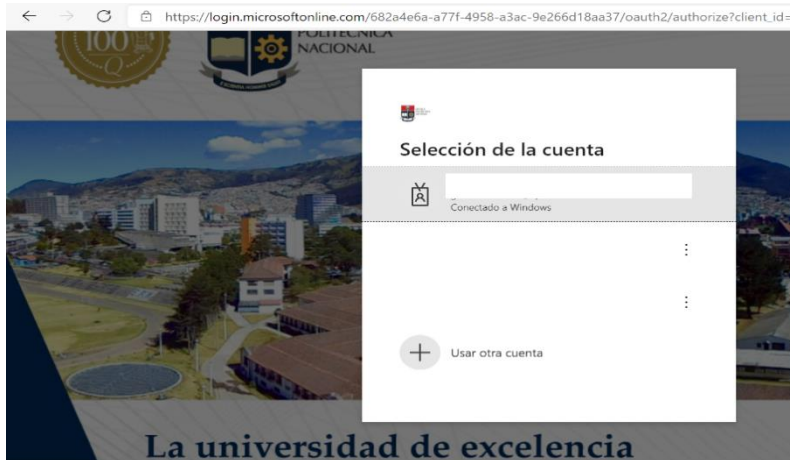 https://login.microsoftonline.com/682a4e6a-a77f-4958-a3ac-9e266d18aa37/oauth2/authorize?client_id=
100
POLITÉCNICA
NACIONAL
Selección de la cuenta
Conectado a Windows
Usar otra cuenta
La universidad de excelencia